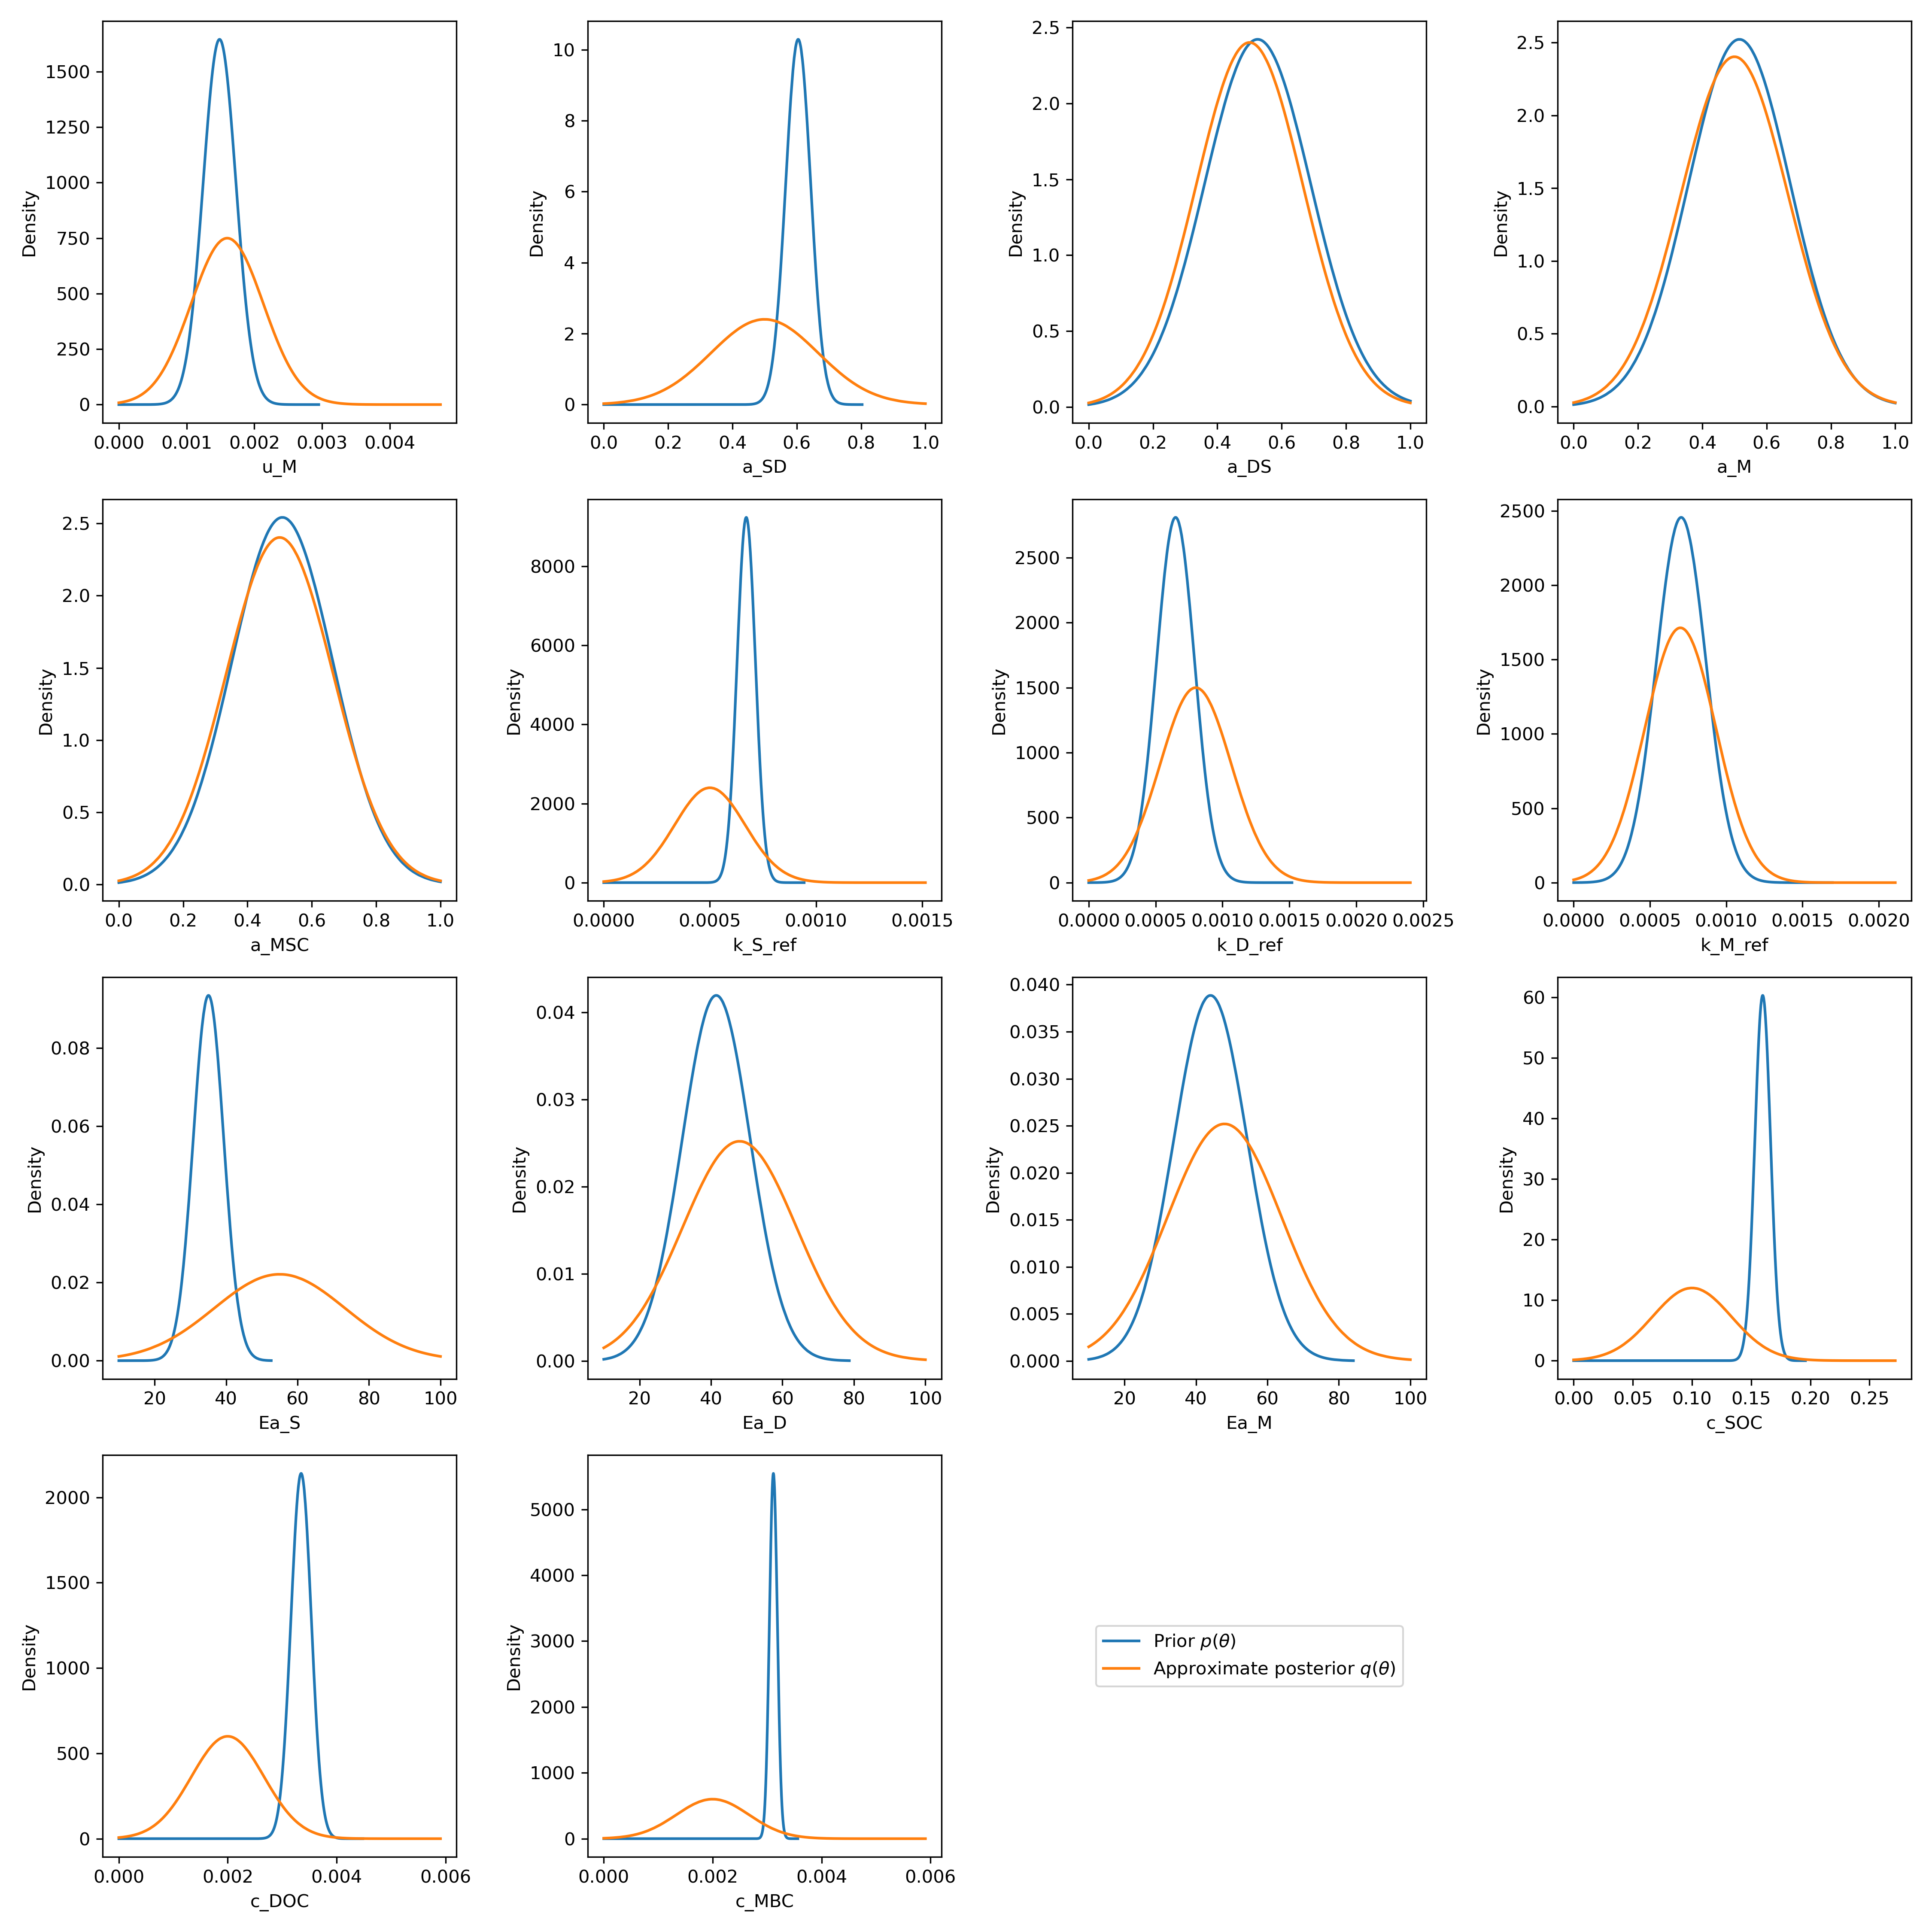 1500
1250
1000
750
500
250
0
Density
0.000 0.001 0.002 0.003 0.004
u_M
10
8
6
4
2
0
Density
0.0 0.2 0.4 0.6 0.8 1.0
a_SD
2.5
2.0
1.5
1.0
0.5
0.0
Density
0.0 0.2 0.4 0.6 0.8 1.0
a_DS
2.5
2.0
1.5
1.0
0.5
0.0
Density
0.0 0.2 0.4 0.6 0.8 1.0
a_M
2.5
2.0
1.5
1.0
0.5
0.0
Density
0.0 0.2 0.4 0.6 0.8 1.0
a_MSC
8000
6000
4000
2000
0
Density
0.0000 0.0005 0.0010 0.0015
k_S_ref
2500
2000
1500
1000
500
0
Density
0.0000 0.0005 0.0010 0.0015 0.0020 0.0025
k_D_ref
2500
2000
1500
1000
500
0
Density
0.0000 0.0005 0.0010 0.0015 0.0020
k_M_ref
0.08
0.06
0.04
0.02
0.00
Density
20 40 60 80 100
Ea_S
0.04
0.03
0.02
0.01
0.00
Density
20 40 60 80 100
Ea_D
0.040
0.035
0.030
0.025
0.020
0.015
0.010
0.005
0.000
Density
20 40 60 80 100
Ea_M
60
50
40
30
20
10
0
Density
0.00 0.05 0.10 0.15 0.20 0.25
c_SOC
2000
1500
1000
500
0
Density
0.000 0.002 0.004 0.006
c_DOC
5000
4000
3000
2000
1000
0
Density
0.000 0.002 0.004 0.006
c_MBC
Prior p(θ)
Approximate posterior q(θ)